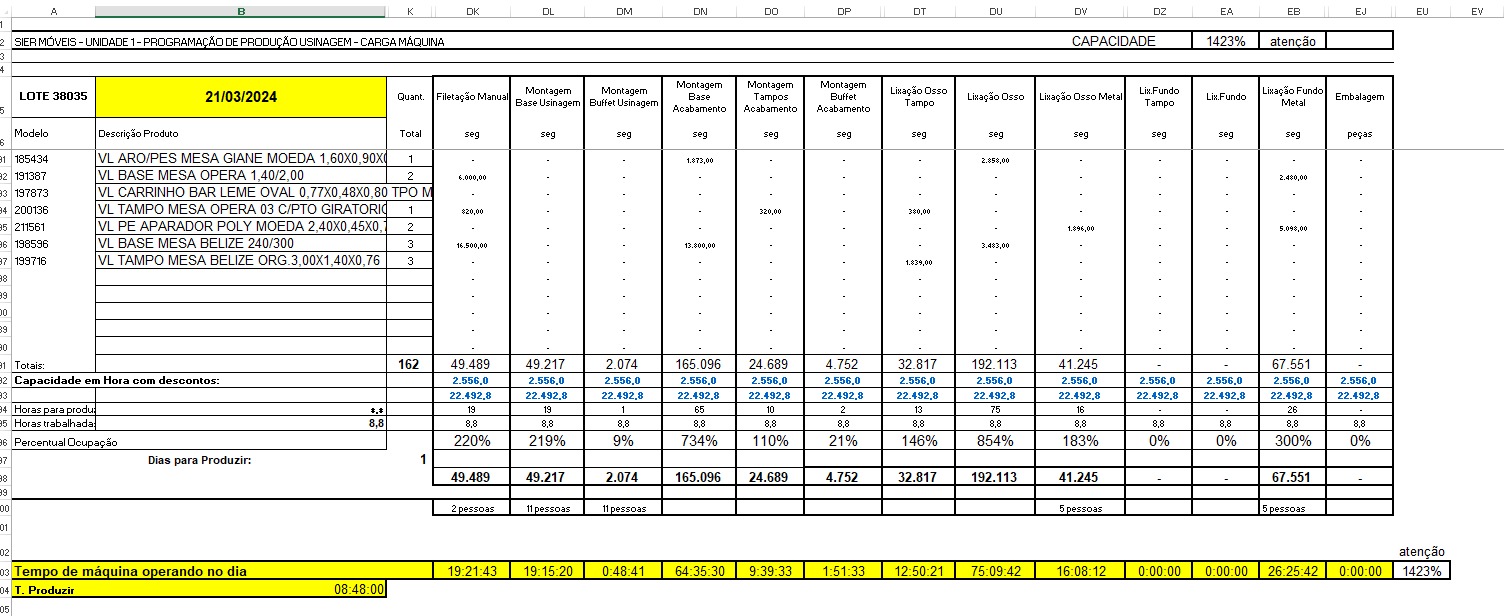 A B K DK DL DM DN DO DP DT DU DV DZ EA EB EJ EU EV
SIER MÓVEIS - UNIDADE 1 - PROGRAMAÇÃO DE PRODUÇÃO USINAGEM - CARGA MÁQUINA CAPACIDADE 1423% atenção
LOTE 38035 21/03/2024 Quant. Filetação Manual Montagem Base Usinagem Montagem Buffet Usinagem Montagem Base Acabamento Montagem Tampos Acabamento Montagem Buffet Acabamento Lixação Osso Tampo Lixação Osso Lixação Osso Metal Lix.Fundo Tampo Lix.Fundo Lixação Fundo Metal Embalagem
Modelo Descrição Produto Total seg seg seg seg seg seg seg seg seg seg seg seg peças
185434 VL ARO/PES MESA GIANE MOEDA 1,60X0,90X0 1 - - - 1.873,00 - - - 2.858,00 - - - - -
191387 VL BASE MESA OPERA 1,40/2,00 2 6.000,00 - - - - - - - - - - 2.480,00 -
197873 VL CARRINHO BAR LEME OVAL 0,77X0,48X0,80 TPO M - - - - - - - - - - - - -
200136 VL TAMPO MESA OPERA 03 C/PTO GIRATORIO 1 820,00 - - - 320,00 - 380,00 - - - - - -
211561 VL PE APARADOR POLY MOEDA 2,40X0,45X0,7 2 - - - - - - - - 1.896,00 - - 5.098,00 -
198596 VL BASE MESA BELIZE 240/300 3 16.500,00 - - 13.800,00 - - - 3.483,00 - - - - -
199716 VL TAMPO MESA BELIZE ORG.3,00X1,40X0,76 3 - - - - - - 1.839,00 - - - - - -
- - - - - - - - - - - - -
- - - - - - - - - - - - -
- - - - - - - - - - - - -
- - - - - - - - - - - - -
- - - - - - - - - - - - -
Totais: 162 49.489 49.217 2.074 165.096 24.689 4.752 32.817 192.113 41.245 - - 67.551 -
Capacidade em Hora com descontos: 2.556,0 2.556,0 2.556,0 2.556,0 2.556,0 2.556,0 2.556,0 2.556,0 2.556,0 2.556,0 2.556,0 2.556,0 2.556,0
22.492,8 22.492,8 22.492,8 22.492,8 22.492,8 22.492,8 22.492,8 22.492,8 22.492,8 22.492,8 22.492,8 22.492,8 22.492,8
Horas para produz *,* 19 19 1 65 10 2 13 75 16 - - 26 -
Horas trabalhadas 8,8 8,8 8,8 8,8 8,8 8,8 8,8 8,8 8,8 8,8 8,8 8,8 8,8 8,8
Percentual Ocupação 220% 219% 9% 734% 110% 21% 146% 854% 183% 0% 0% 300% 0%
Dias para Produzir: 1
49.489 49.217 2.074 165.096 24.689 4.752 32.817 192.113 41.245 - - 67.551 -
2 pessoas 11 pessoas 11 pessoas 5 pessoas 5 pessoas
atenção
Tempo de máquina operando no dia 19:21:43 19:15:20 0:48:41 64:35:30 9:39:33 1:51:33 12:50:21 75:09:42 16:08:12 0:00:00 0:00:00 26:25:42 0:00:00 1423%
T. Produzir 08:48:00